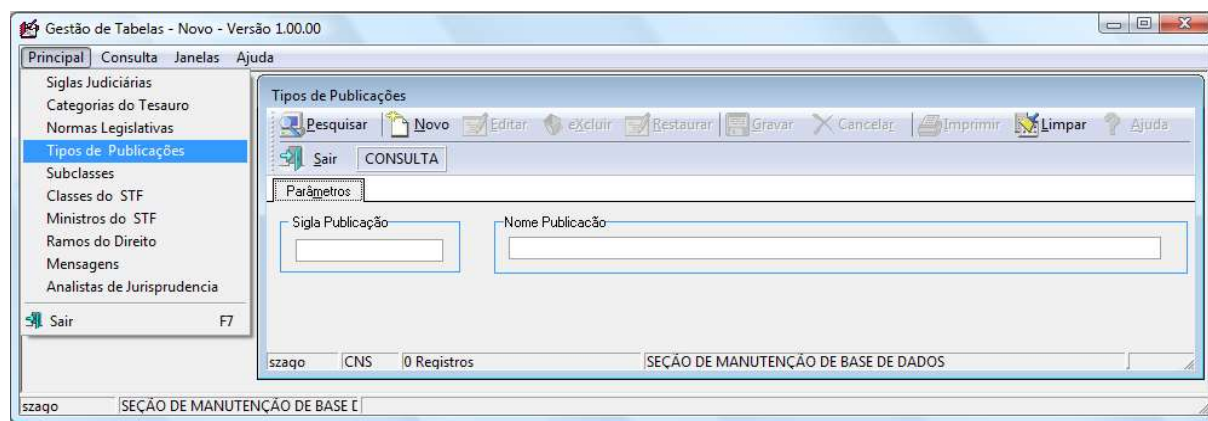 Gestão de Tabelas - Novo - Versão 1.00.00
Principal Consulta Janelas Ajuda
Siglas Judiciárias
Categorias do Tesauro
Normas Legislativas
Tipos de Publicações
Subclasses
Classes do STF
Ministros do STF
Ramos do Direito
Mensagens
Analistas de Jurisprudencia
Sair F7
Tipos de Publicações
Pesquisar Novo Editar eXcluir Restaurar Gravar Cancelar Imprimir Limpar Ajuda
Sair CONSULTA
Parâmetros
Sigla Publicação Nome Publicacão
szago CNS 0 Registros SEÇÃO DE MANUTENÇÃO DE BASE DE DADOS
szago SEÇÃO DE MANUTENÇÃO DE BASE D